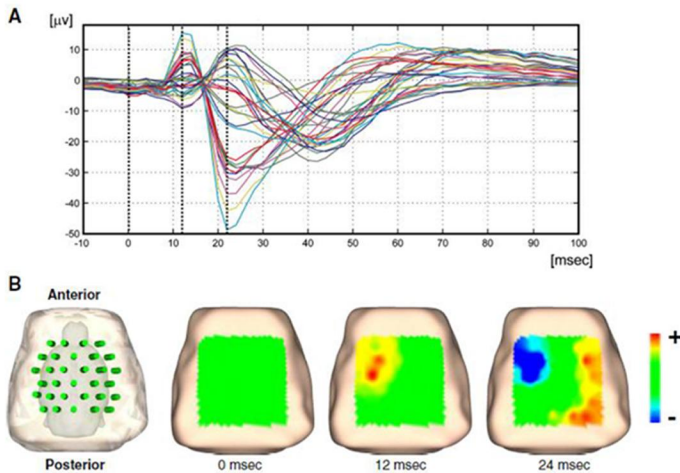 A
[μv]
10
0
-10
-20
-30
-40
-50
-10 0 10 20 30 40 50 60 70 80 90 100
[msec]
B
Anterior
Posterior
0 msec
12 msec
24 msec
+
-